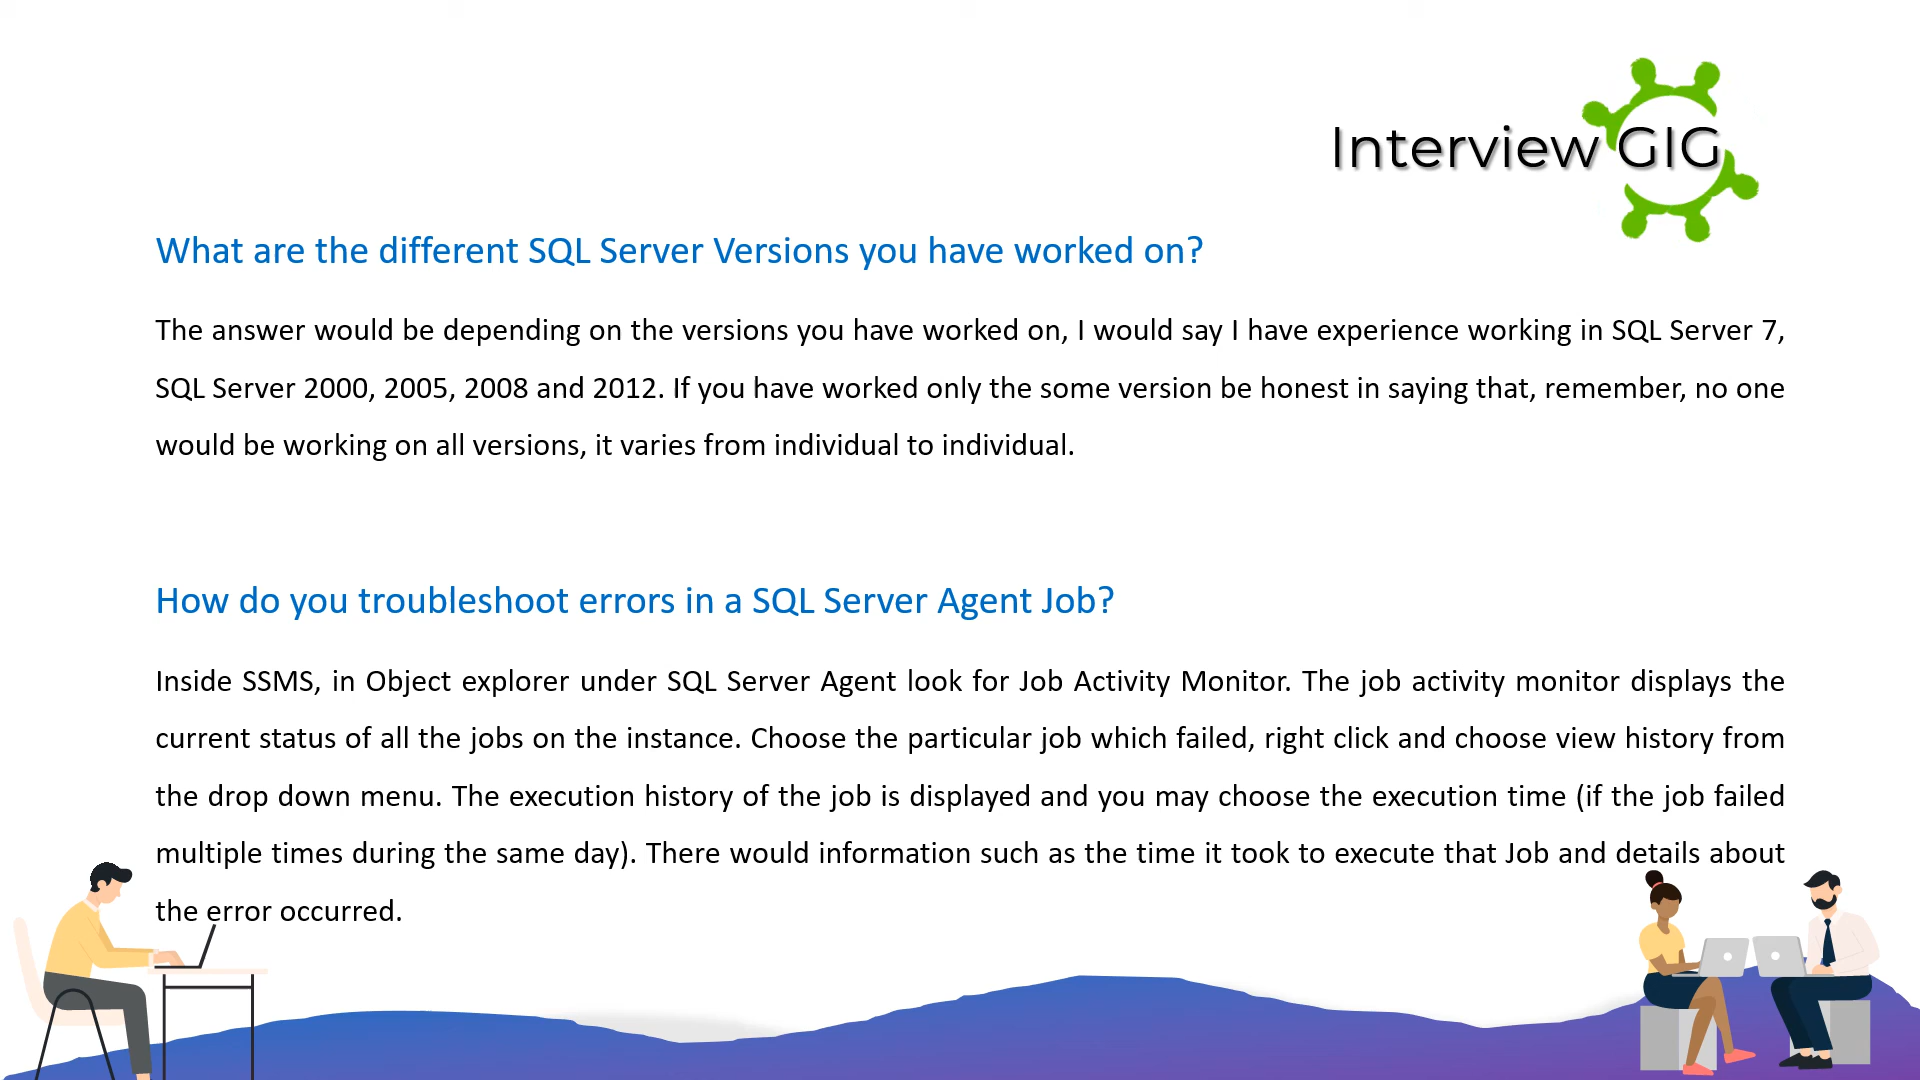 Interview GIG
What are the different SQL Server Versions you have worked on?
The answer would be depending on the versions you have worked on, I would say I have experience working in SQL Server 7,
SQL Server 2000, 2005, 2008 and 2012. If you have worked only the some version be honest in saying that, remember, no one
would be working on all versions, it varies from individual to individual.
How do you troubleshoot errors in a SQL Server Agent Job?
Inside SSMS, in Object explorer under SQL Server Agent look for Job Activity Monitor. The job activity monitor displays the
current status of all the jobs on the instance. Choose the particular job which failed, right click and choose view history from
the drop down menu. The execution history of the job is displayed and you may choose the execution time (if the job failed
multiple times during the same day). There would information such as the time it took to execute that Job and details about
the error occurred.